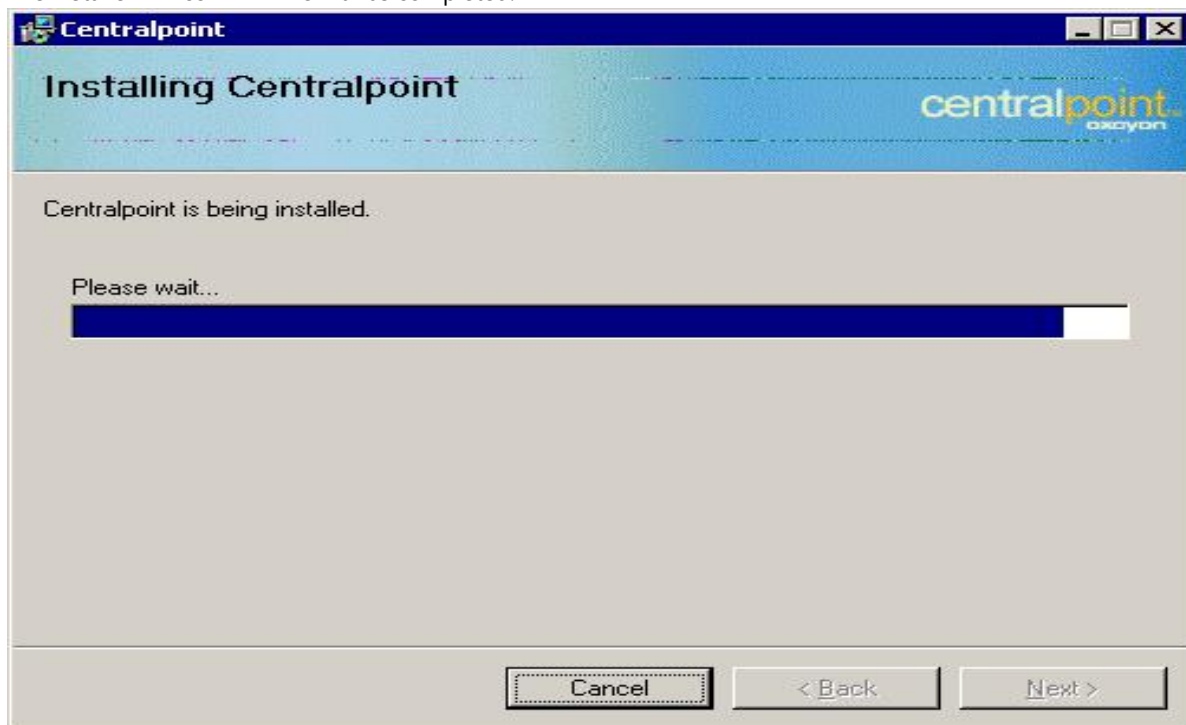 Centralpoint
Installing Centralpoint
centralpoint
oxcyon
Centralpoint is being installed.
Please wait...
Cancel
< Back
Next >